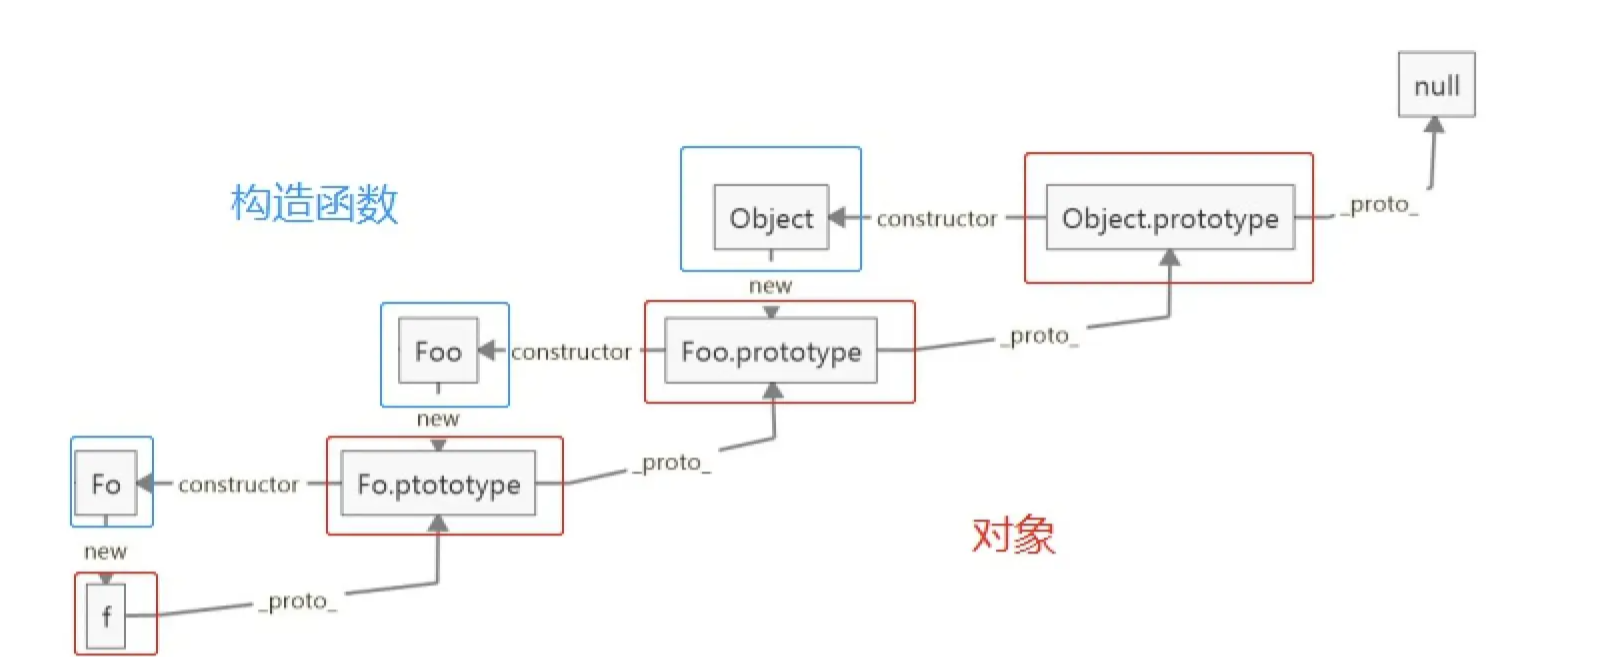 null
构造函数
Object
constructor
Object.prototype
_proto_
new
Foo
constructor
Foo.prototype
_proto_
new
Fo
constructor
Fo.ptototype
_proto_
对象
new
f
_proto_